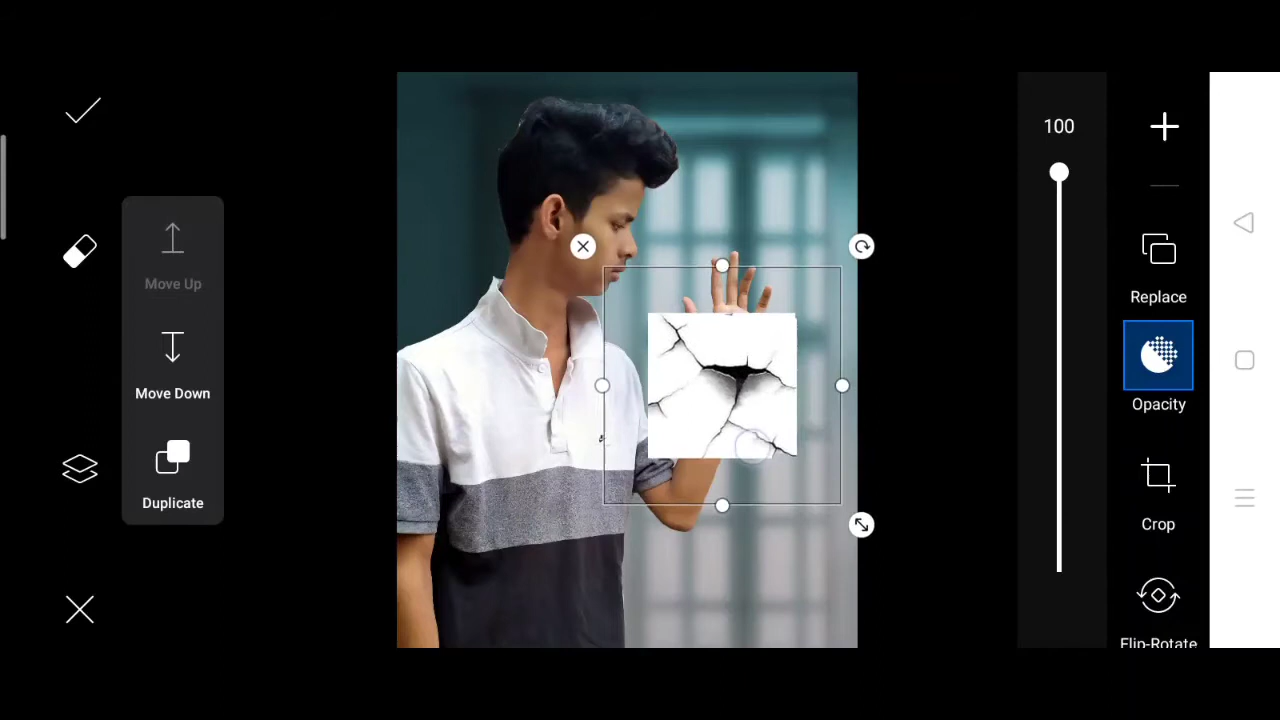 100
Move Up
Move Down
Duplicate
Replace
Opacity
Crop
Flip-Rotate